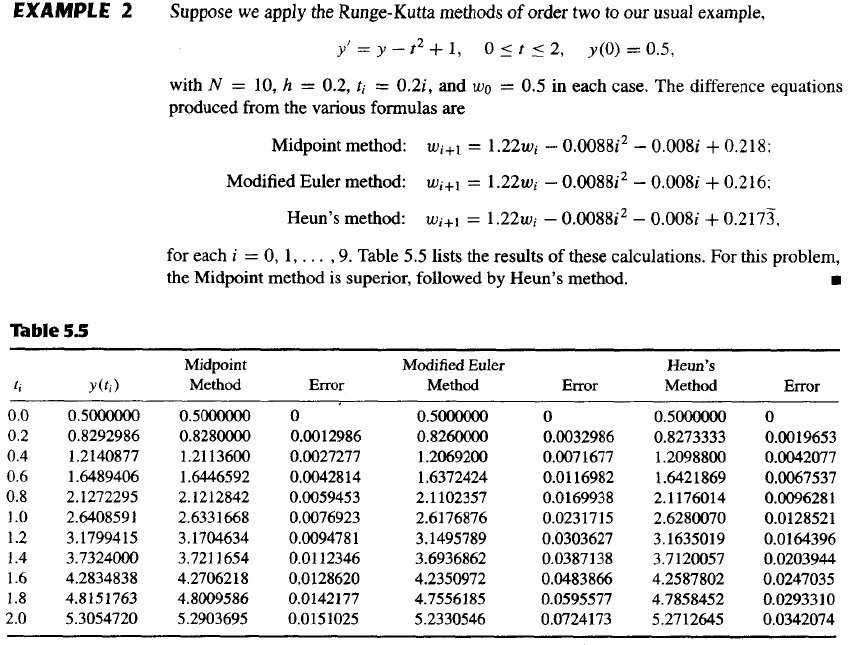 EXAMPLE 2 Suppose we apply the Runge-Kutta methods of order two to our usual example,
y′ = y − t² + 1, 0 ≤ t ≤ 2, y(0) = 0.5,
with N = 10, h = 0.2, tᵢ = 0.2i, and w₀ = 0.5 in each case. The difference equations
produced from the various formulas are
Midpoint method: wᵢ₊₁ = 1.22wᵢ − 0.0088i² − 0.008i + 0.218;
Modified Euler method: wᵢ₊₁ = 1.22wᵢ − 0.0088i² − 0.008i + 0.216;
Heun's method: wᵢ₊₁ = 1.22wᵢ − 0.0088i² − 0.008i + 0.2173̅,
for each i = 0, 1, . . . , 9. Table 5.5 lists the results of these calculations. For this problem,
the Midpoint method is superior, followed by Heun's method. ■
Table 5.5
Midpoint Modified Euler Heun's
tᵢ y(tᵢ) Method Error Method Error Method Error
0.0 0.5000000 0.5000000 0 0.5000000 0 0.5000000 0
0.2 0.8292986 0.8280000 0.0012986 0.8260000 0.0032986 0.8273333 0.0019653
0.4 1.2140877 1.2113600 0.0027277 1.2069200 0.0071677 1.2098800 0.0042077
0.6 1.6489406 1.6446592 0.0042814 1.6372424 0.0116982 1.6421869 0.0067537
0.8 2.1272295 2.1212842 0.0059453 2.1102357 0.0169938 2.1176014 0.0096281
1.0 2.6408591 2.6331668 0.0076923 2.6176876 0.0231715 2.6280070 0.0128521
1.2 3.1799415 3.1704634 0.0094781 3.1495789 0.0303627 3.1635019 0.0164396
1.4 3.7324000 3.7211654 0.0112346 3.6936862 0.0387138 3.7120057 0.0203944
1.6 4.2834838 4.2706218 0.0128620 4.2350972 0.0483866 4.2587802 0.0247035
1.8 4.8151763 4.8009586 0.0142177 4.7556185 0.0595577 4.7858452 0.0293310
2.0 5.3054720 5.2903695 0.0151025 5.2330546 0.0724173 5.2712645 0.0342074